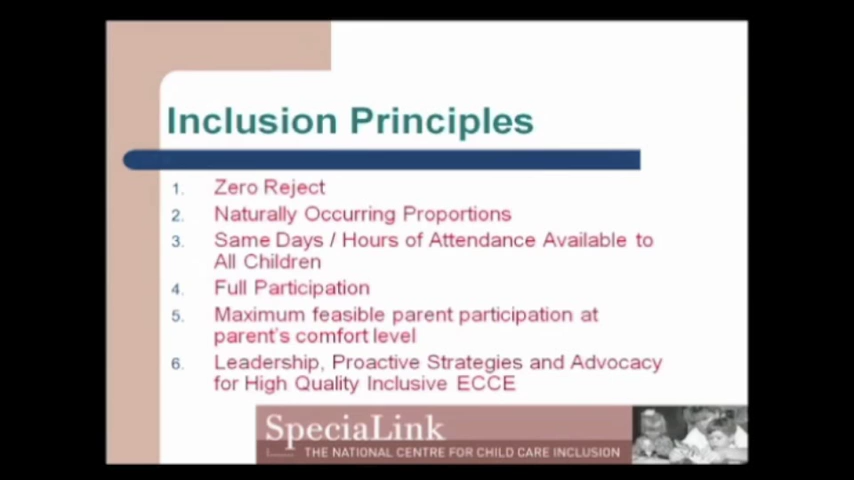 Inclusion Principles
1. Zero Reject
2. Naturally Occurring Proportions
3. Same Days / Hours of Attendance Available to
All Children
4. Full Participation
5. Maximum feasible parent participation at
parent's comfort level
6. Leadership, Proactive Strategies and Advocacy
for High Quality Inclusive ECCE
SpeciaLink
THE NATIONAL CENTRE FOR CHILD CARE INCLUSION